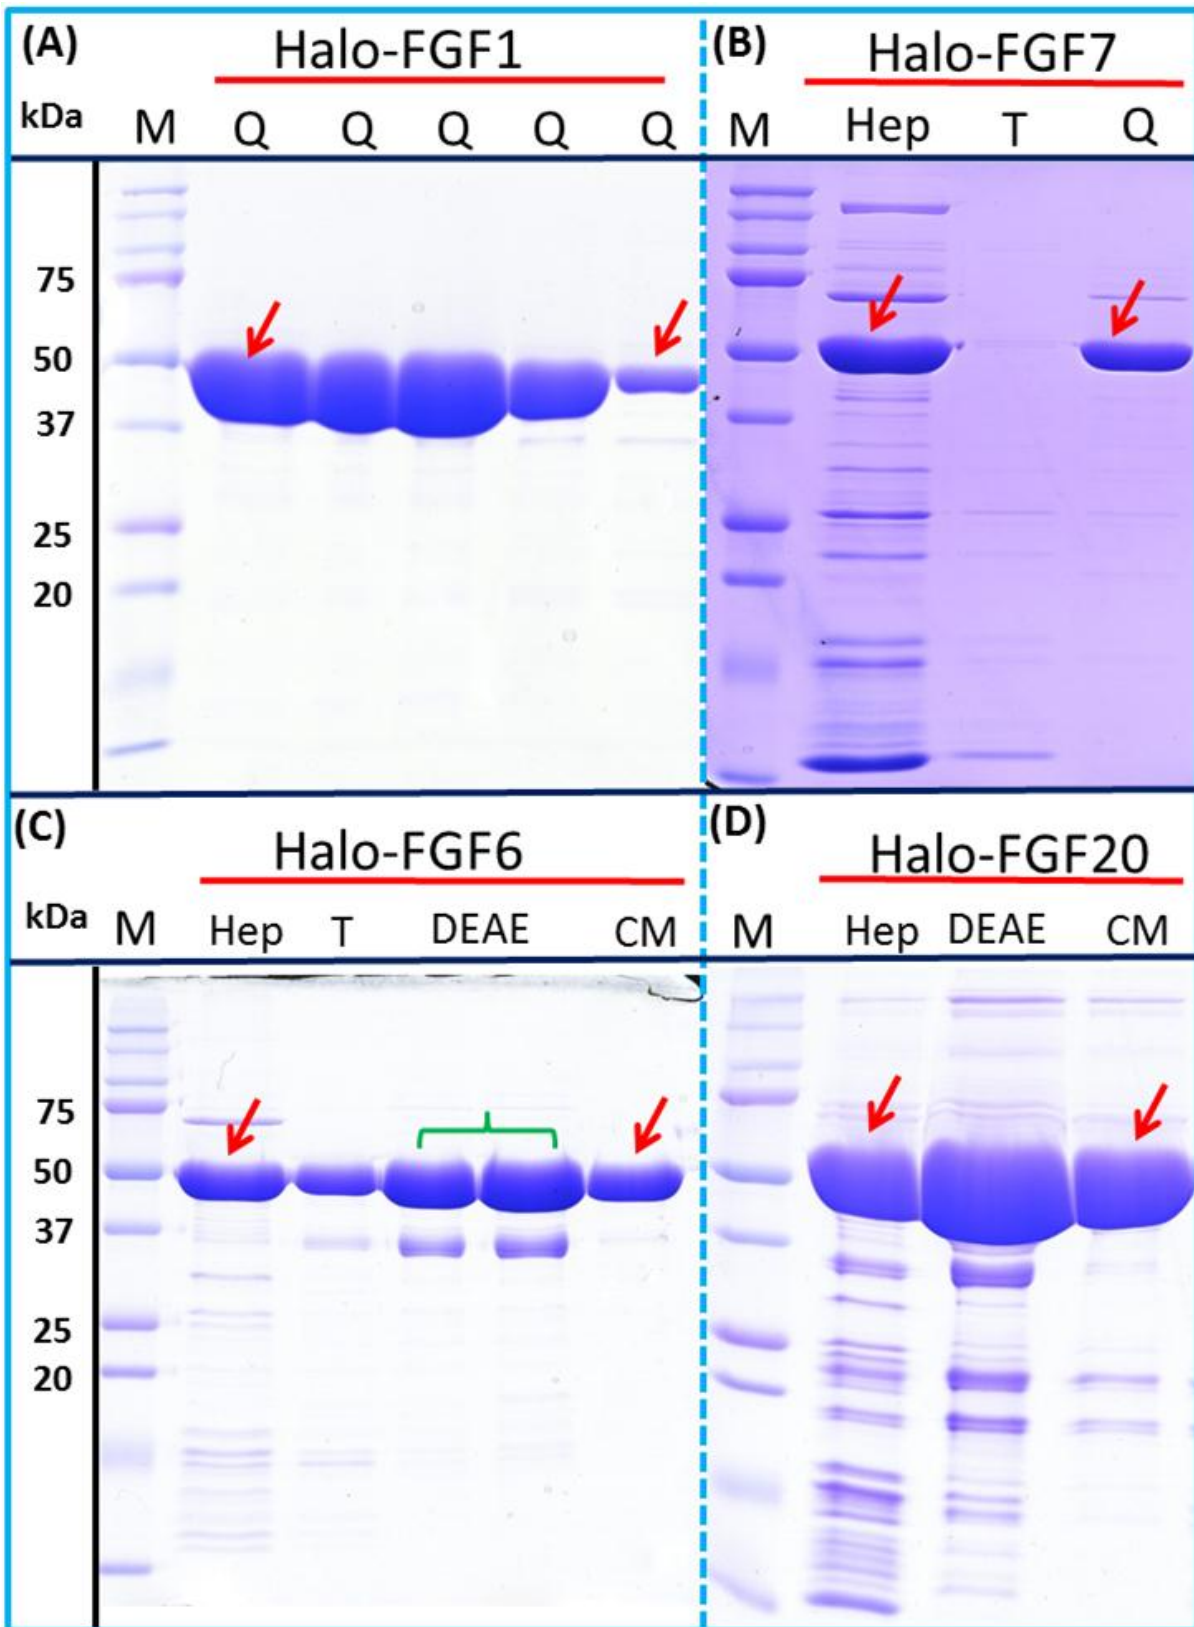 (A) Halo-FGF1
kDa M Q Q Q Q Q
75
50
37
25
20
(B) Halo-FGF7
M Hep T Q
(C) Halo-FGF6
kDa M Hep T DEAE CM
75
50
37
25
20
(D) Halo-FGF20
M Hep DEAE CM